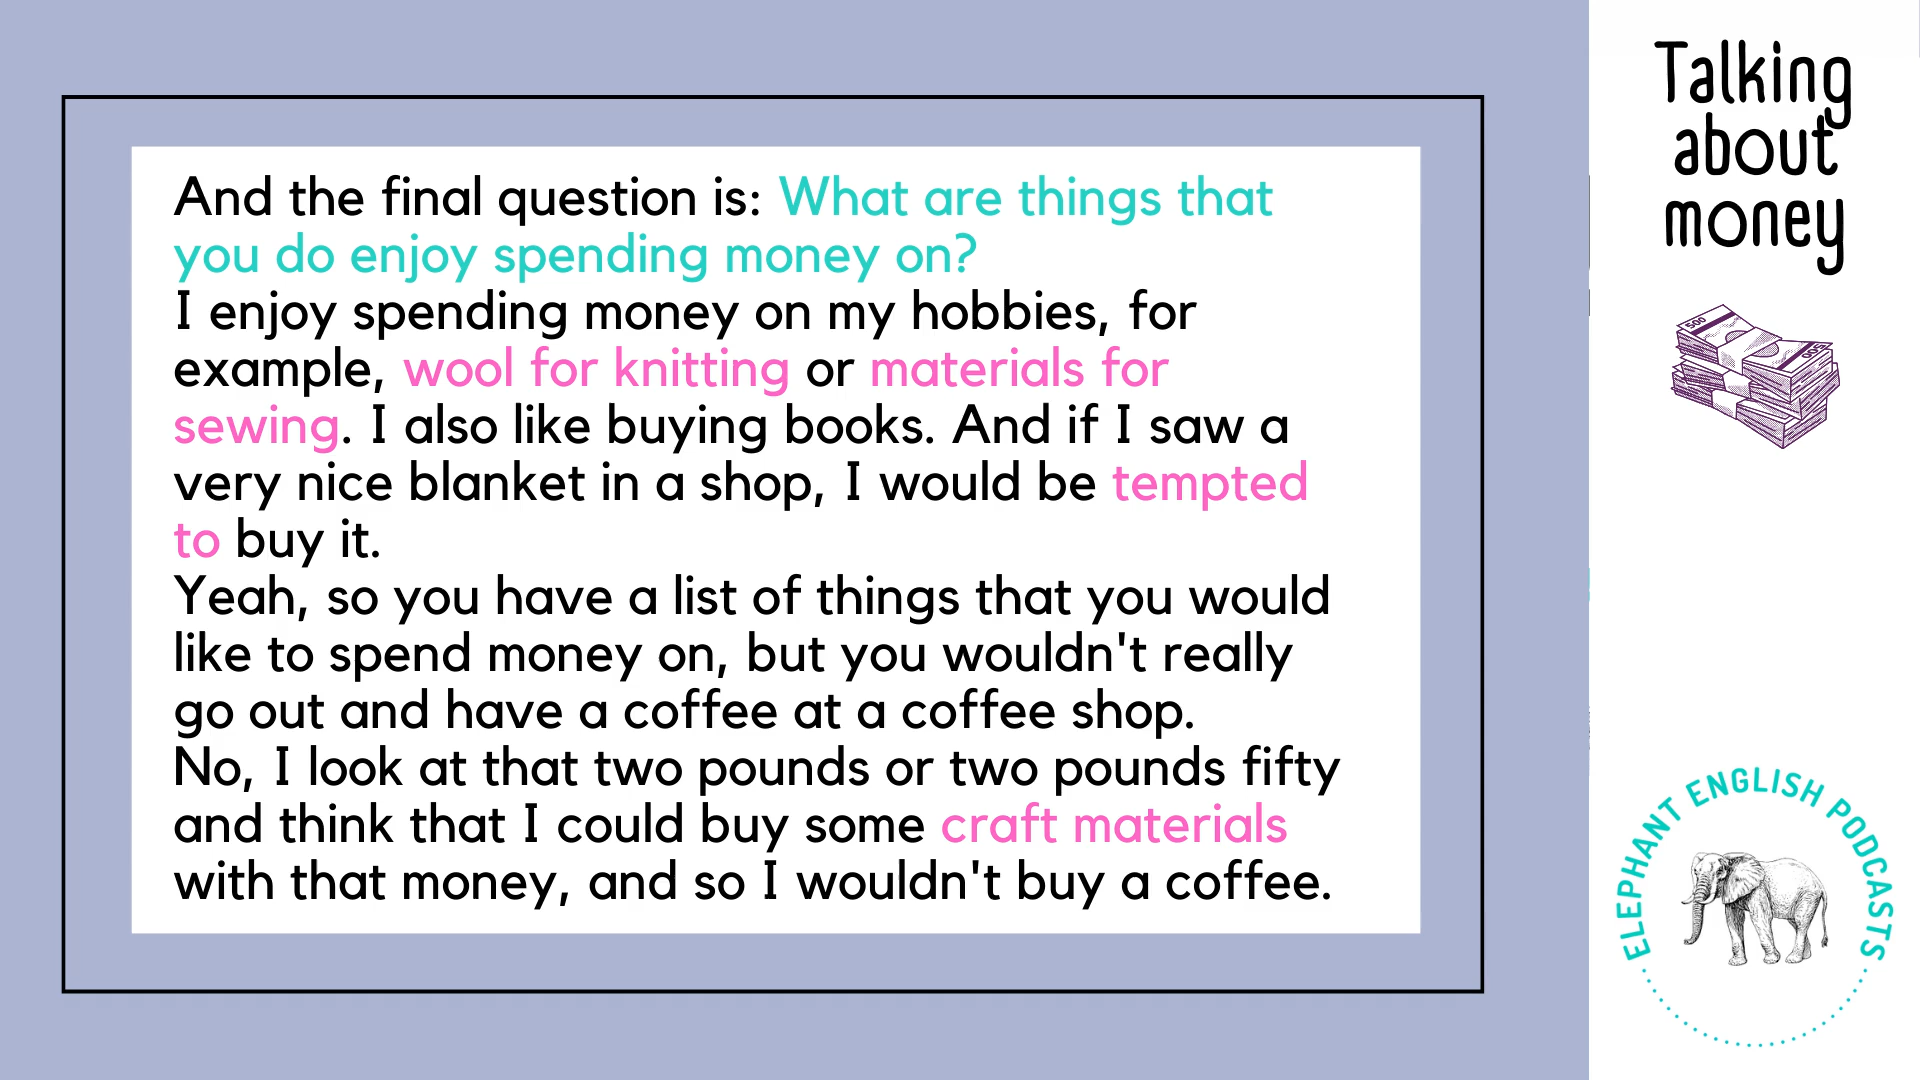 And the final question is: What are things that
you do enjoy spending money on?
I enjoy spending money on my hobbies, for
example, wool for knitting or materials for
sewing. I also like buying books. And if I saw a
very nice blanket in a shop, I would be tempted
to buy it.
Yeah, so you have a list of things that you would
like to spend money on, but you wouldn't really
go out and have a coffee at a coffee shop.
No, I look at that two pounds or two pounds fifty
and think that I could buy some craft materials
with that money, and so I wouldn't buy a coffee.
Talking
about
money
500
500
ELEPHANT ENGLISH PODCASTS